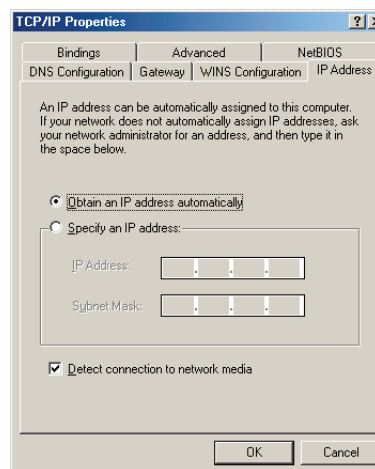 TCP/IP Properties
Bindings Advanced NetBIOS
DNS Configuration Gateway WINS Configuration IP Address
An IP address can be automatically assigned to this computer.
If your network does not automatically assign IP addresses, ask
your network administrator for an address, and then type it in
the space below.
Obtain an IP address automatically
Specify an IP address:
IP Address:
Subnet Mask:
Detect connection to network media
OK Cancel